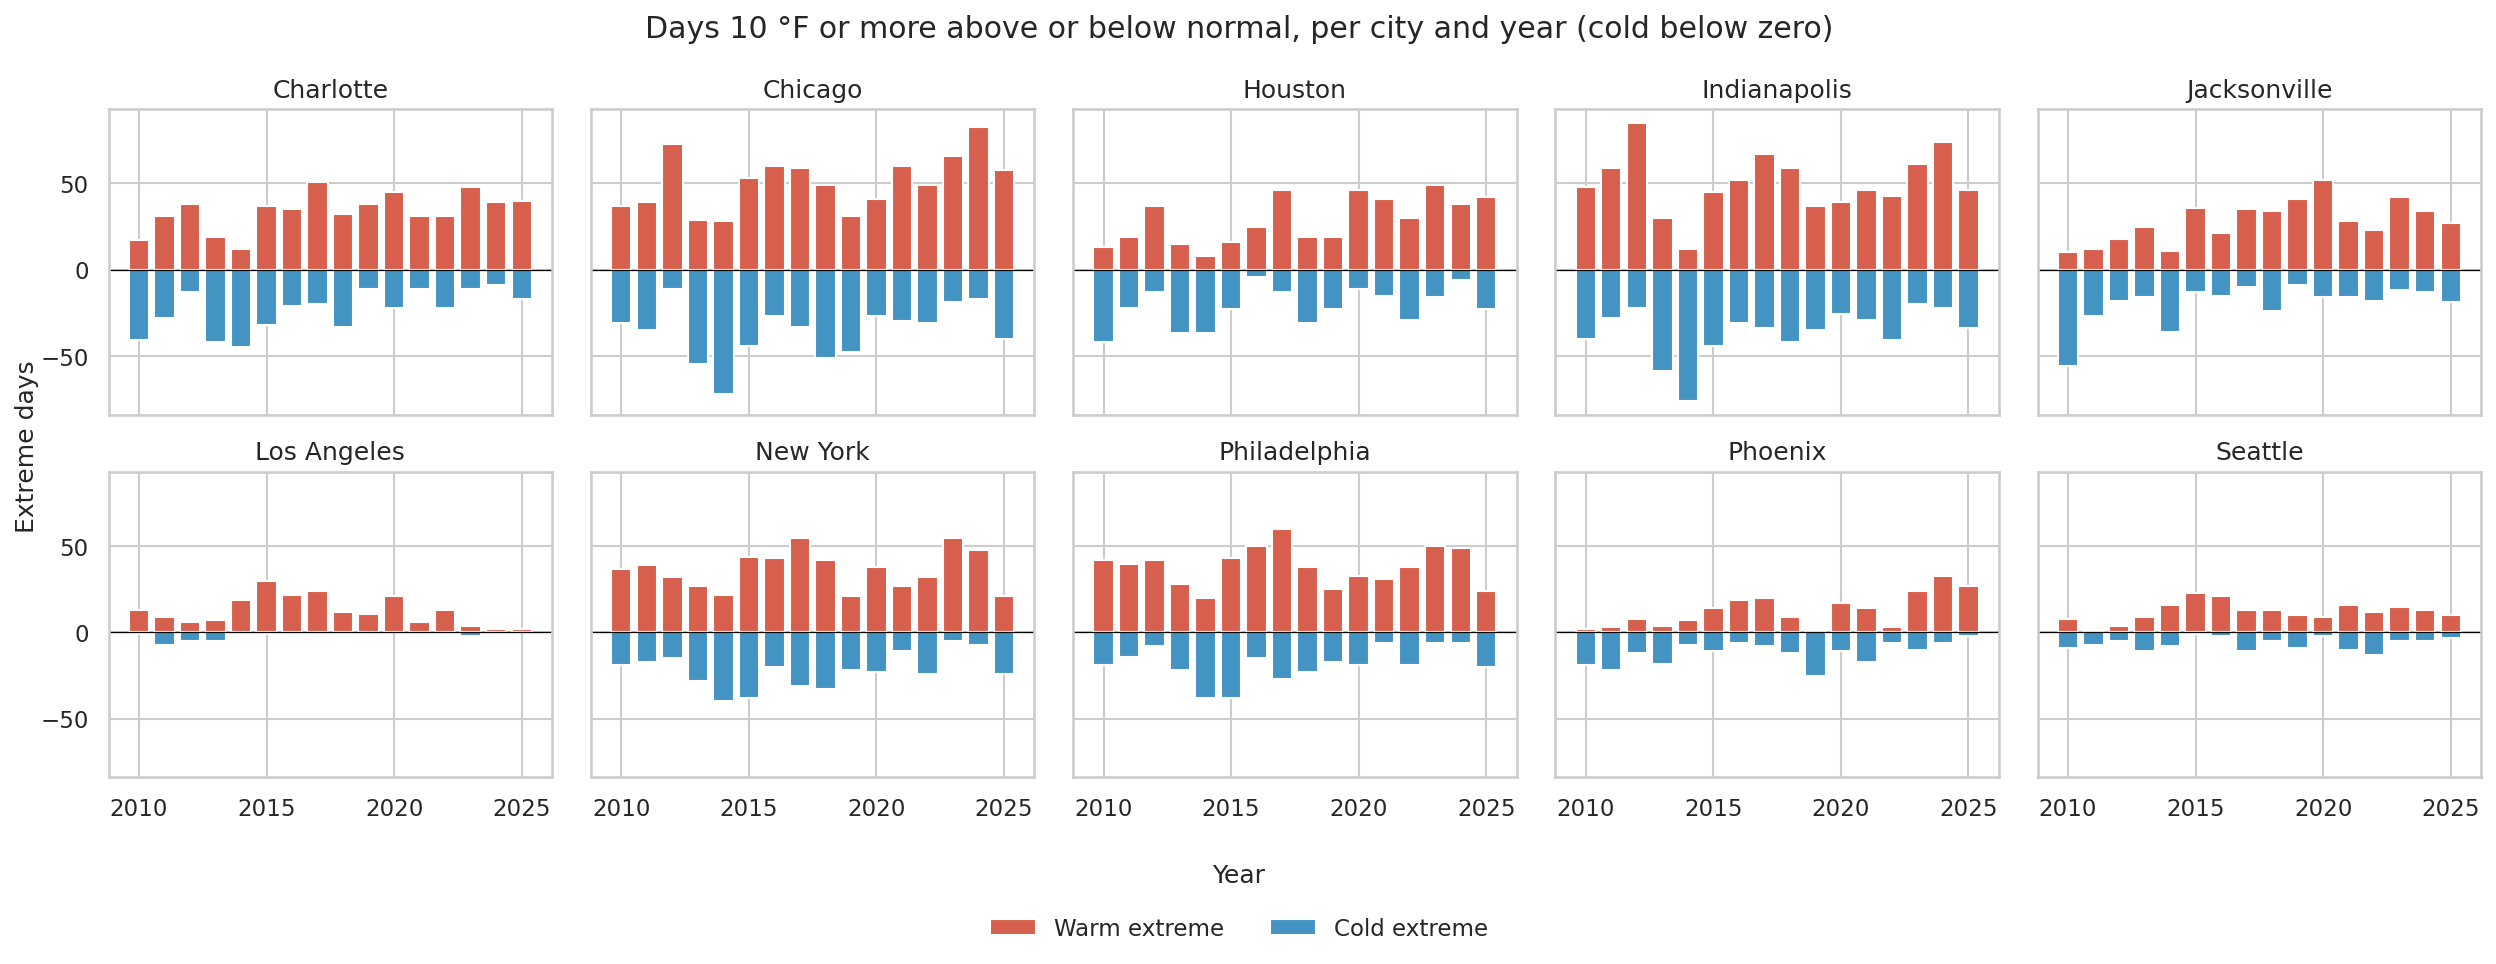 Days 10 °F or more above or below normal, per city and year (cold below zero)
Charlotte Chicago Houston Indianapolis Jacksonville
50
0
−50
Extreme days
Los Angeles New York Philadelphia Phoenix Seattle
50
0
−50
2010 2015 2020 2025 2010 2015 2020 2025 2010 2015 2020 2025 2010 2015 2020 2025 2010 2015 2020 2025
Year
Warm extreme Cold extreme